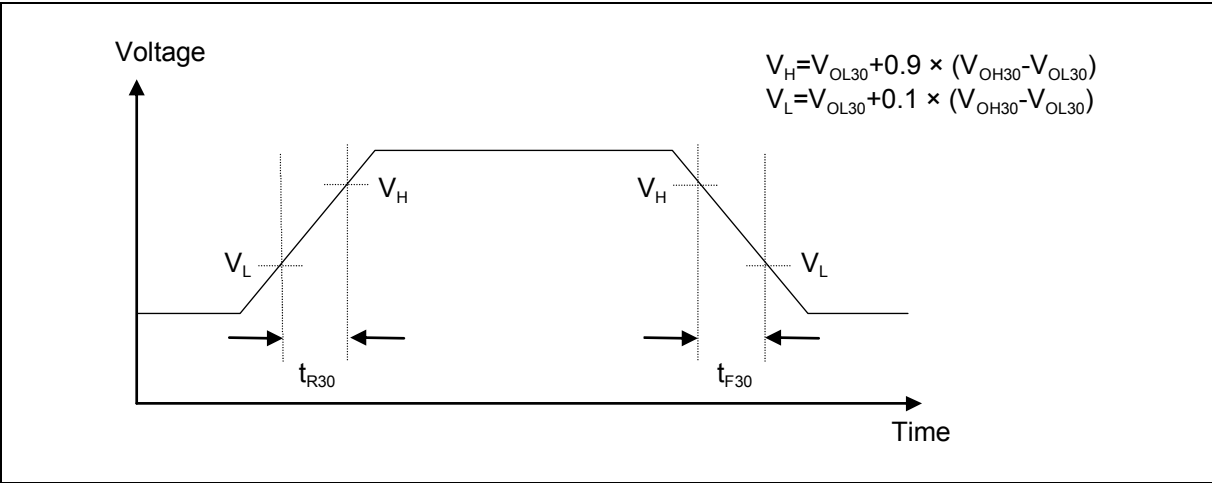 Voltage
V_H=V_OL30+0.9 × (V_OH30-V_OL30)
V_L=V_OL30+0.1 × (V_OH30-V_OL30)
V_H
V_H
V_L
V_L
t_R30
t_F30
Time